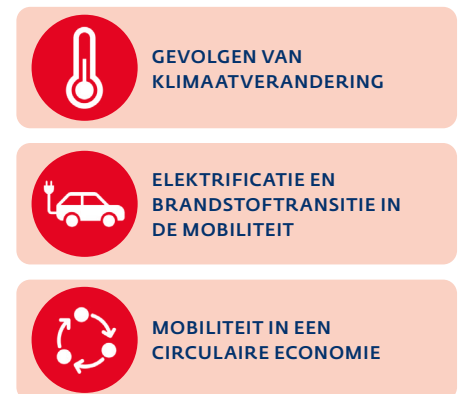 GEVOLGEN VAN
KLIMAATVERANDERING
ELEKTRIFICATIE EN
BRANDSTOFTRANSITIE IN
DE MOBILITEIT
MOBILITEIT IN EEN
CIRCULAIRE ECONOMIE